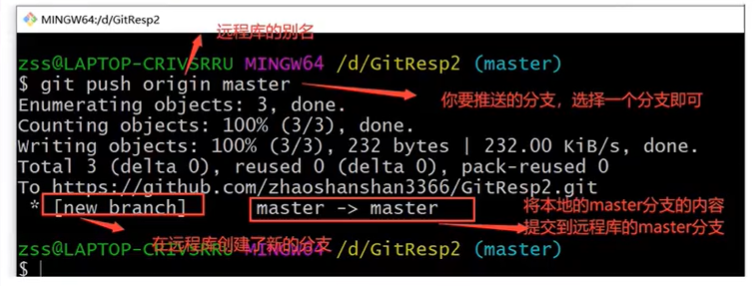 MINGW64:/d/GitResp2
远程库的别名
zss@LAPTOP-CRIVSRRU MINGW64 /d/GitResp2 (master)
$ git push origin master
你要推送的分支，选择一个分支即可
Enumerating objects: 3, done.
Counting objects: 100% (3/3), done.
Writing objects: 100% (3/3), 232 bytes | 232.00 KiB/s, done.
Total 3 (delta 0), reused 0 (delta 0), pack-reused 0
To https://github.com/zhaoshanshan3366/GitResp2.git
* [new branch] master -> master
将本地的master分支的内容
提交到远程库的master分支
在远程库创建了新的分支
zss@LAPTOP-CRIVSRRU MINGW64 /d/GitResp2 (master)
$